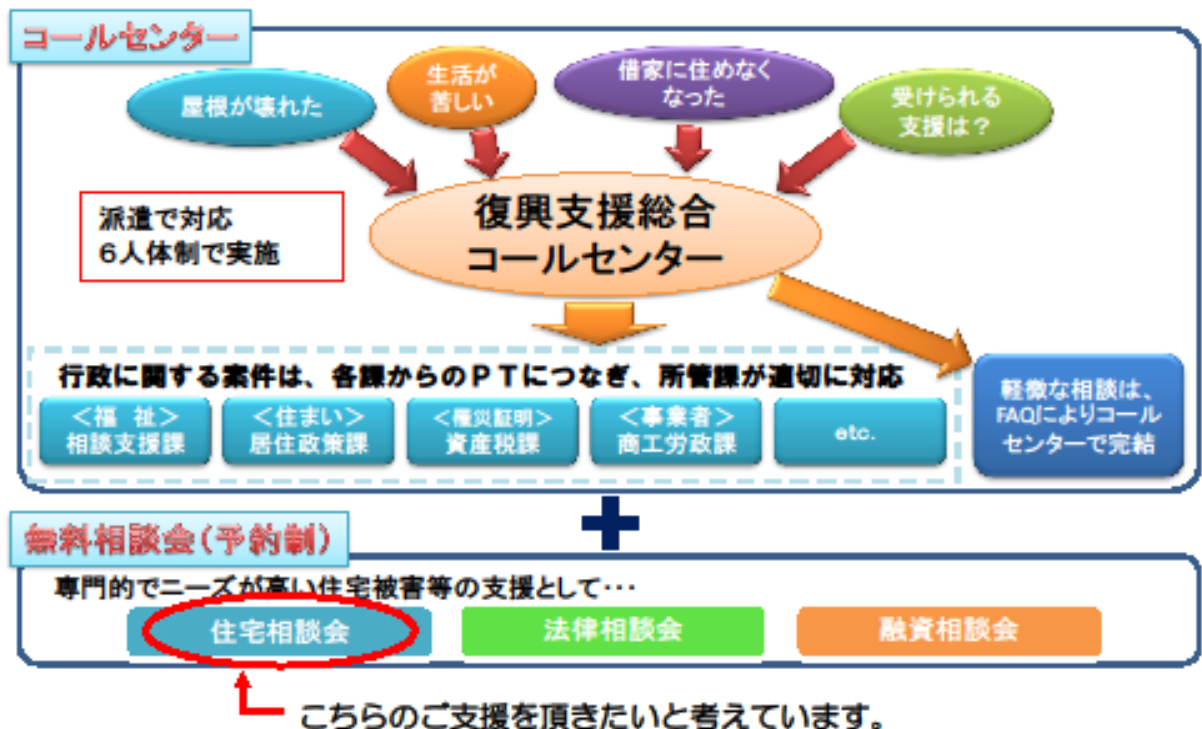 コールセンター
屋根が壊れた
生活が
苦しい
借家に住めなく
なった
受けられる
支援は？
派遣で対応
６人体制で実施
復興支援総合
コールセンター
行政に関する案件は、各課からのＰＴにつなぎ、所管課が適切に対応
＜福　祉＞
相談支援課
＜住まい＞
居住政策課
＜罹災証明＞
資産税課
＜事業者＞
商工労政課
etc.
軽微な相談は、
FAQによりコール
センターで完結
無料相談会（予約制）
専門的でニーズが高い住宅被害等の支援として･･･
住宅相談会
法律相談会
融資相談会
こちらのご支援を頂きたいと考えています。